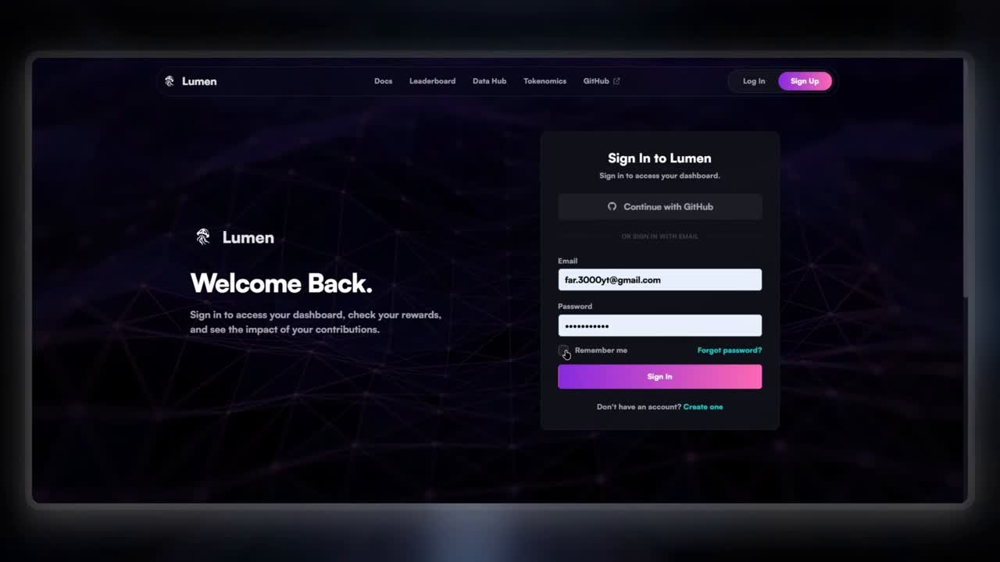 Lumen
Docs
Leaderboard
Data Hub
Tokenomics
GitHub
Log In
Sign Up
Lumen
Welcome Back.
Sign in to access your dashboard, check your rewards,
and see the impact of your contributions.
Sign In to Lumen
Sign in to access your dashboard.
Continue with GitHub
OR SIGN IN WITH EMAIL
Email
far.3000yt@gmail.com
Password
•••••••••••
Remember me
Forgot password?
Sign In
Don't have an account? Create one